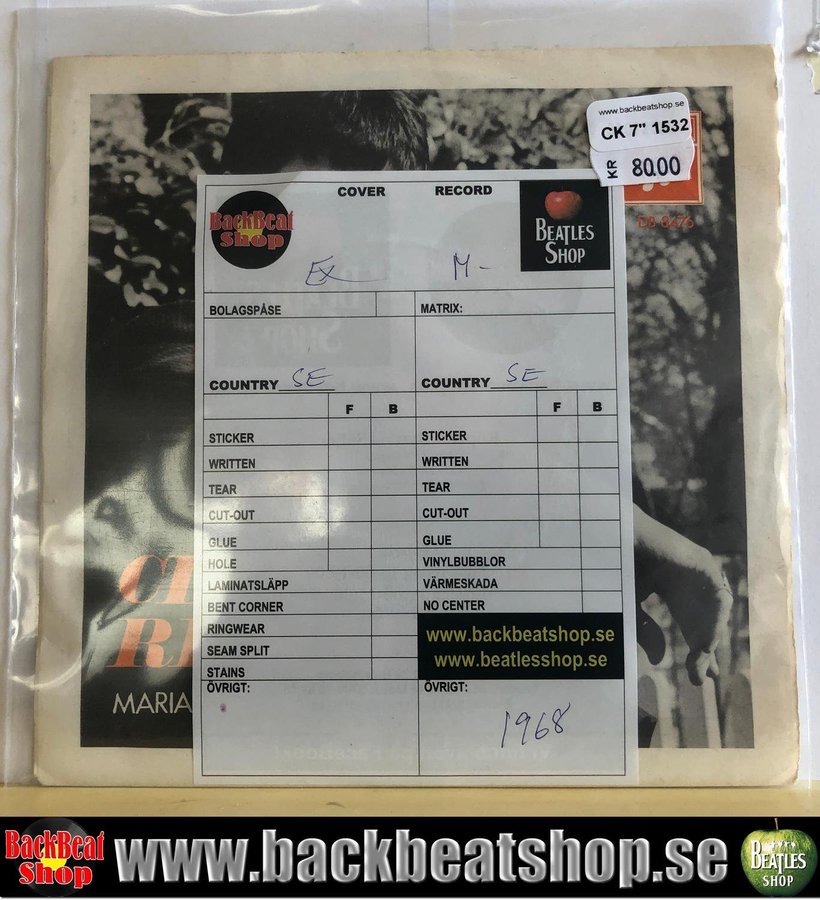 www.backbeatshop.se
CK 7" 1532
KR 80.00
DB 8476
COVER RECORD
BackBeat Shop
BEATLES SHOP
EX M-
BOLAGSPÅSE MATRIX:
COUNTRY SE COUNTRY SE
F B F B
STICKER STICKER
WRITTEN WRITTEN
TEAR TEAR
CUT-OUT CUT-OUT
GLUE GLUE
HOLE VINYLBUBBLOR
LAMINATSLÄPP VÄRMESKADA
BENT CORNER NO CENTER
RINGWEAR www.backbeatshop.se
SEAM SPLIT www.beatlesshop.se
STAINS
ÖVRIGT: ÖVRIGT:
1968
MARIA
BackBeat Shop www.backbeatshop.se BEATLES SHOP